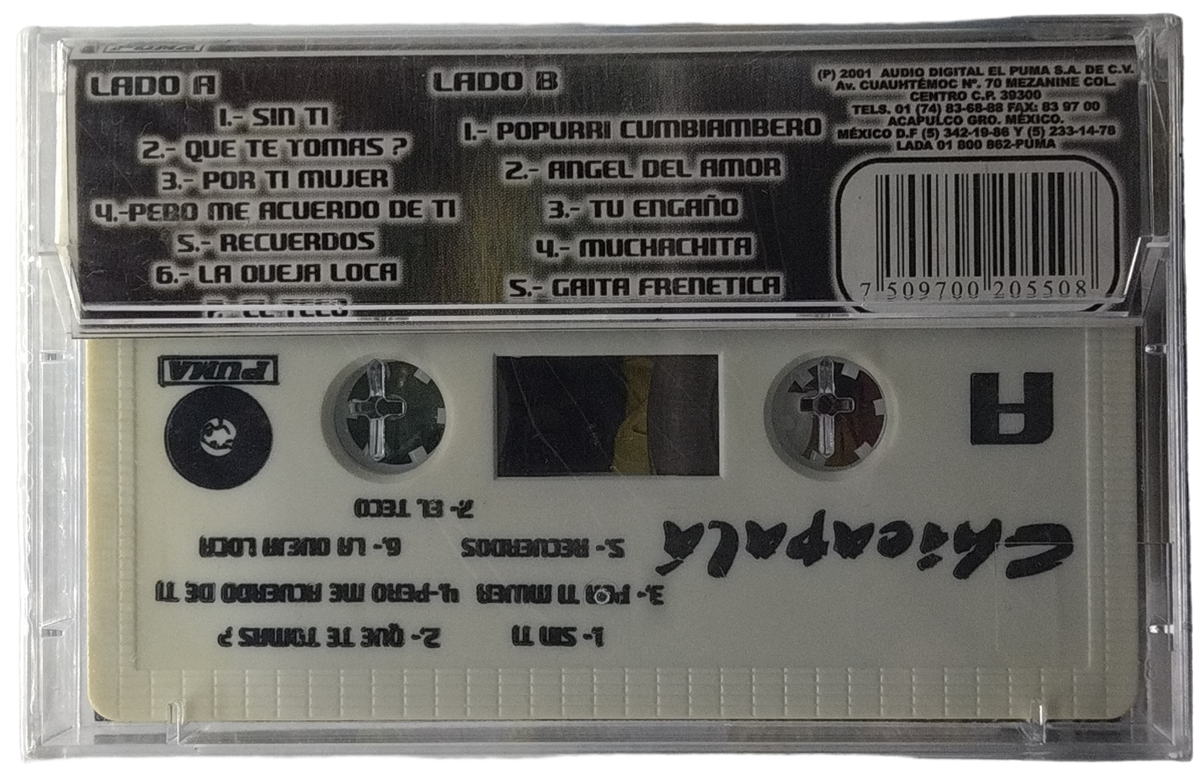 PUMA
LADO A
1.- SIN TI
2.- QUE TE TOMAS ?
3.- POR TI MUJER
4.-PERO ME ACUERDO DE TI
5.- RECUERDOS
6.- LA OVEJA LOCA
7.- EL TECO
LADO B
1.- POPURRI CUMBIAMBERO
2.- ANGEL DEL AMOR
3.- TU ENGAÑO
4.- MUCHACHITA
5.- GAITA FRENETICA
(P) 2001 AUDIO DIGITAL EL PUMA S.A. DE C.V.
Av. CUAUHTÉMOC Nº. 70 MEZANINE COL.
CENTRO C.P. 39300
TELS. 01 (74) 83-68-88 FAX: 83 97 00
ACAPULCO GRO. MÉXICO.
MÉXICO D.F (5) 342-19-86 Y (5) 233-14-78
LADA 01 800 862-PUMA
7 509700 205508
1.- SIN TI 2.- QUE TE TOMAS ?
3.- POR TI MUJER 4.-PERO ME ACUERDO DE TI
Chicapalá 5.- RECUERDOS 6.- LA OVEJA LOCA
7.- EL TECO
A
PUMA